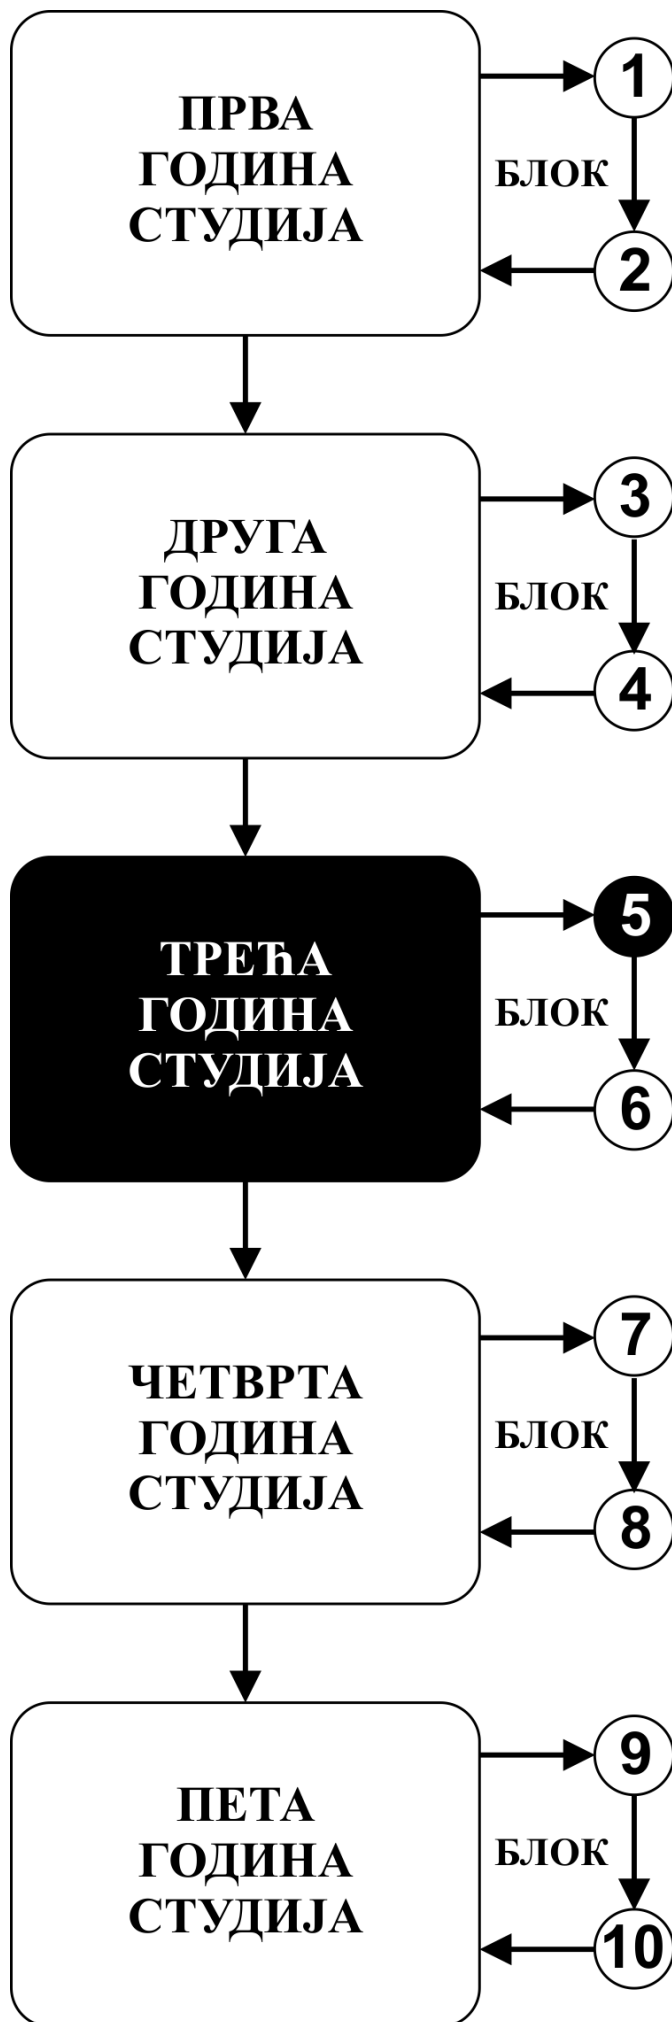 ПРВА
ГОДИНА
СТУДИЈА
1
БЛОК
2
ДРУГА
ГОДИНА
СТУДИЈА
3
БЛОК
4
ТРЕЋА
ГОДИНА
СТУДИЈА
5
БЛОК
6
ЧЕТВРТА
ГОДИНА
СТУДИЈА
7
БЛОК
8
ПЕТА
ГОДИНА
СТУДИЈА
9
БЛОК
10